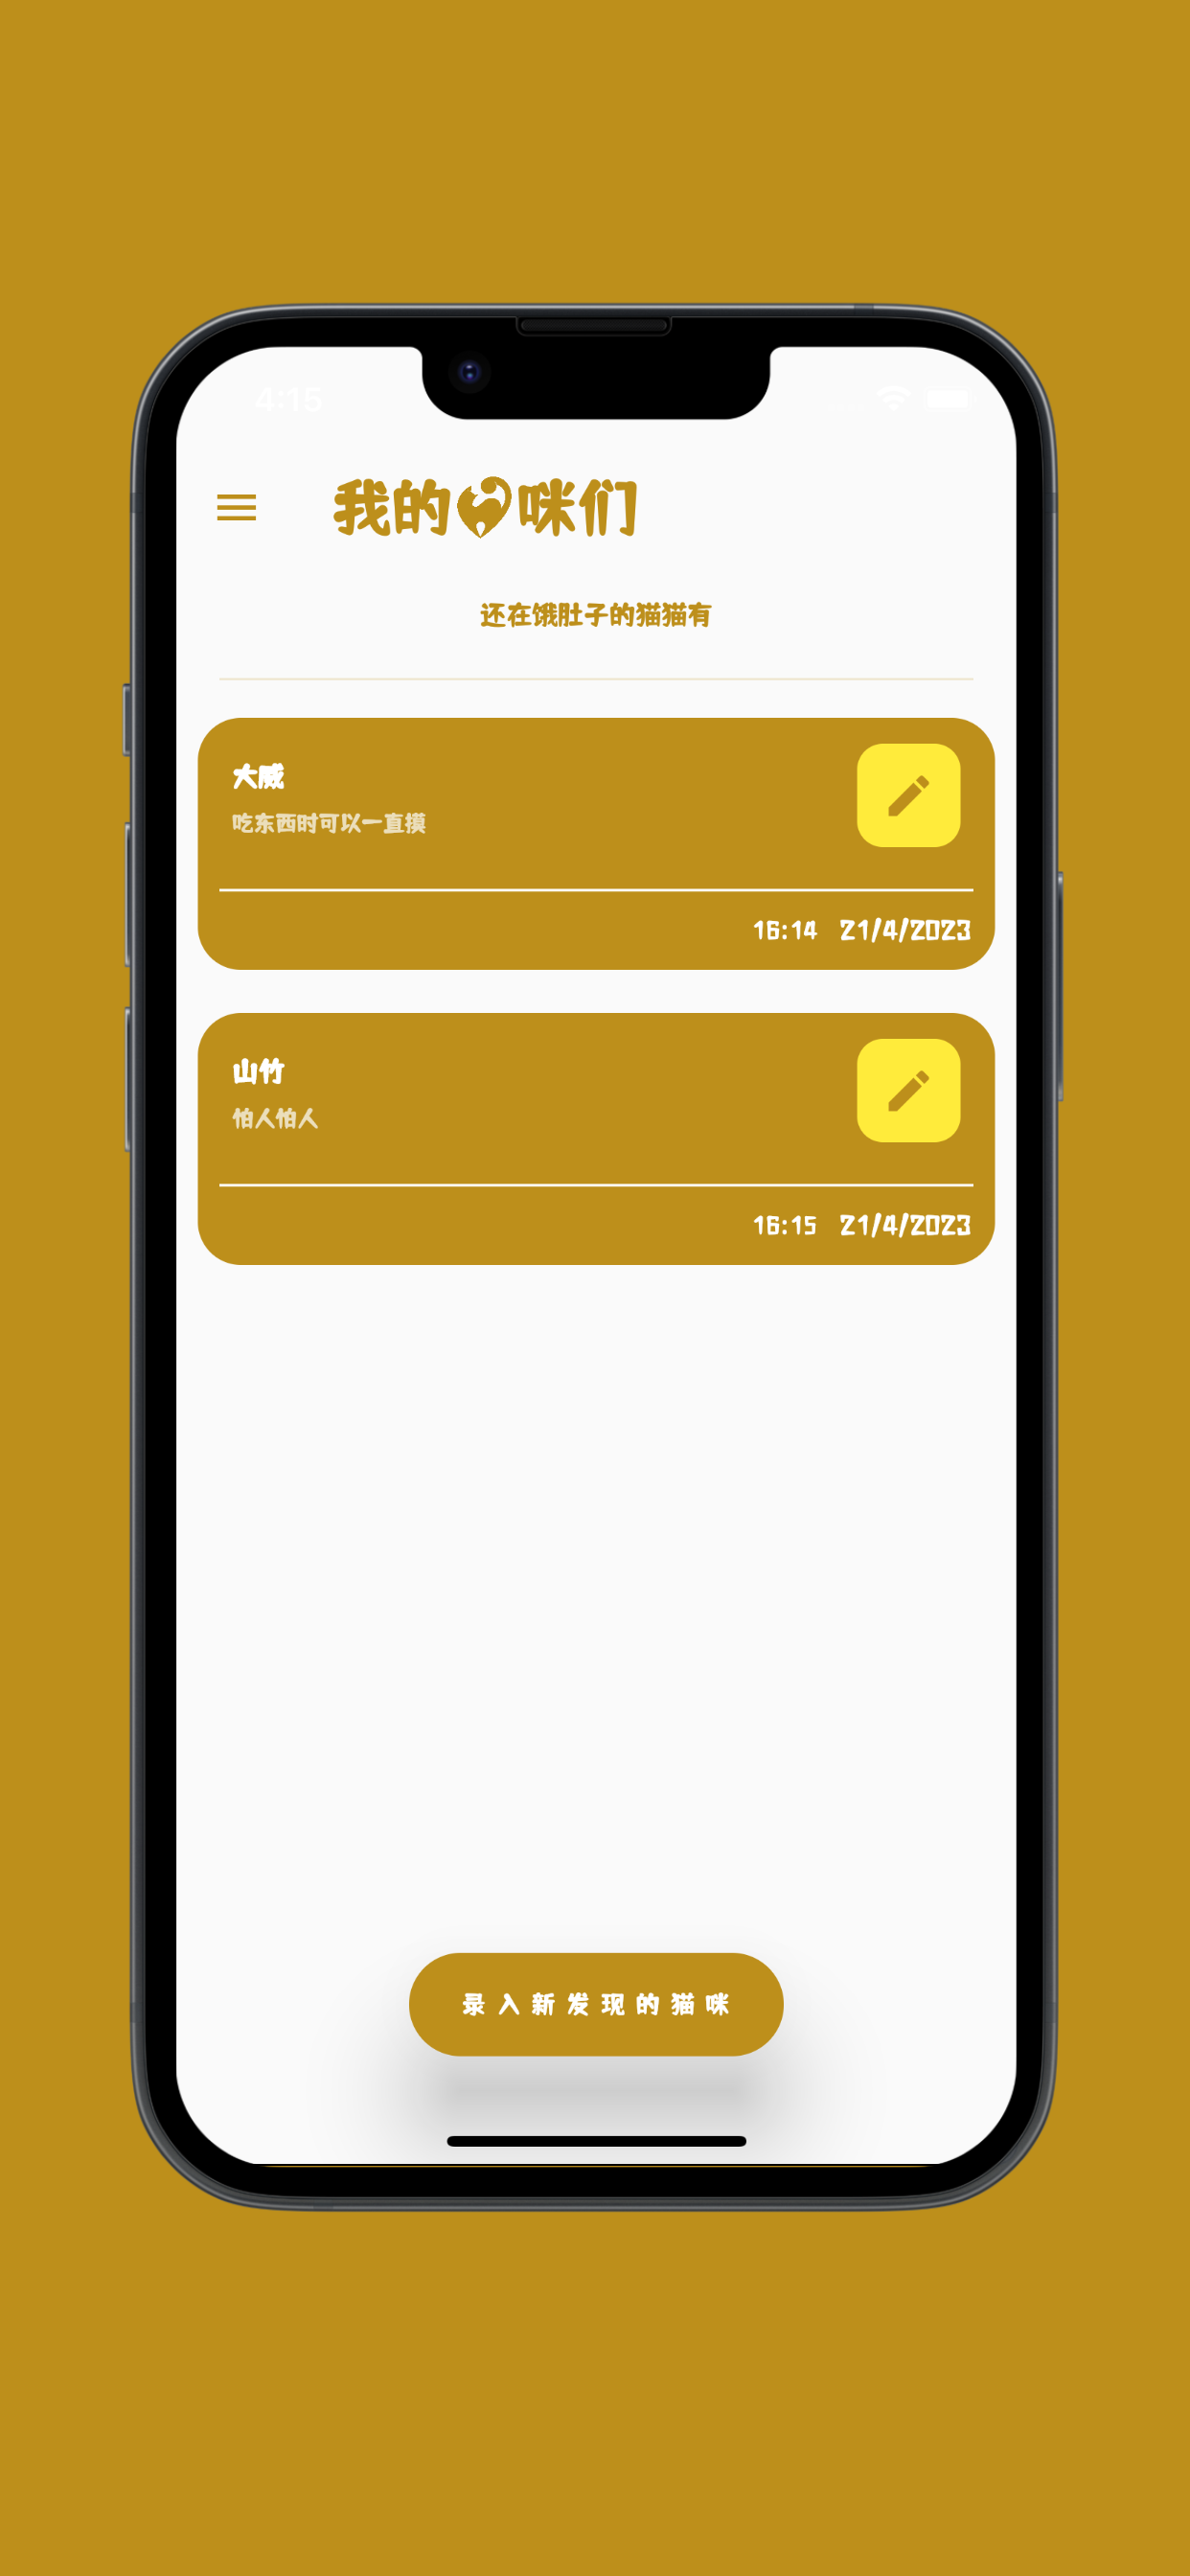 4:15
我的咪们
还在饿肚子的猫猫有
大威
吃东西时可以一直摸
16:14 21/4/2023
山竹
怕人怕人
16:15 21/4/2023
录入新发现的猫咪